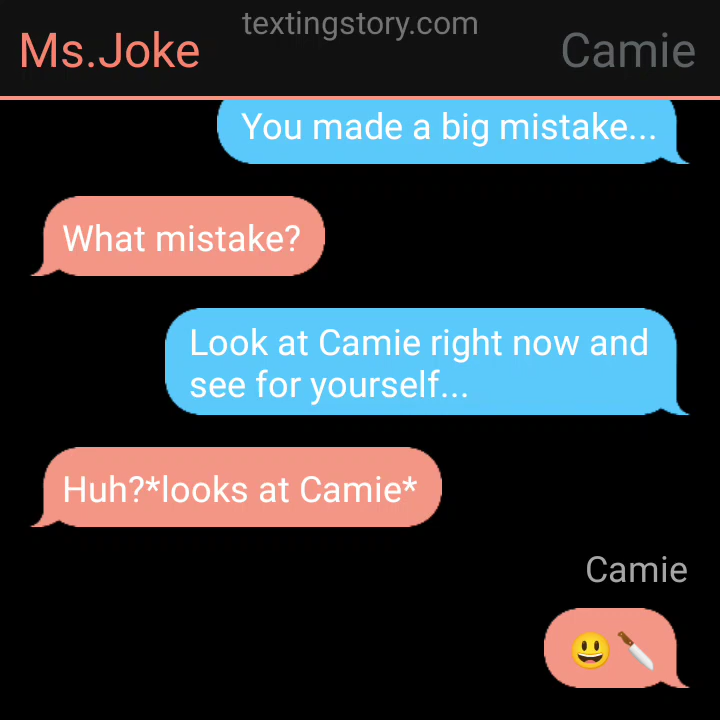 textingstory.com
Ms.Joke
Camie
You made a big mistake...
What mistake?
Look at Camie right now and
see for yourself...
Huh?*looks at Camie*
Camie
😃🔪